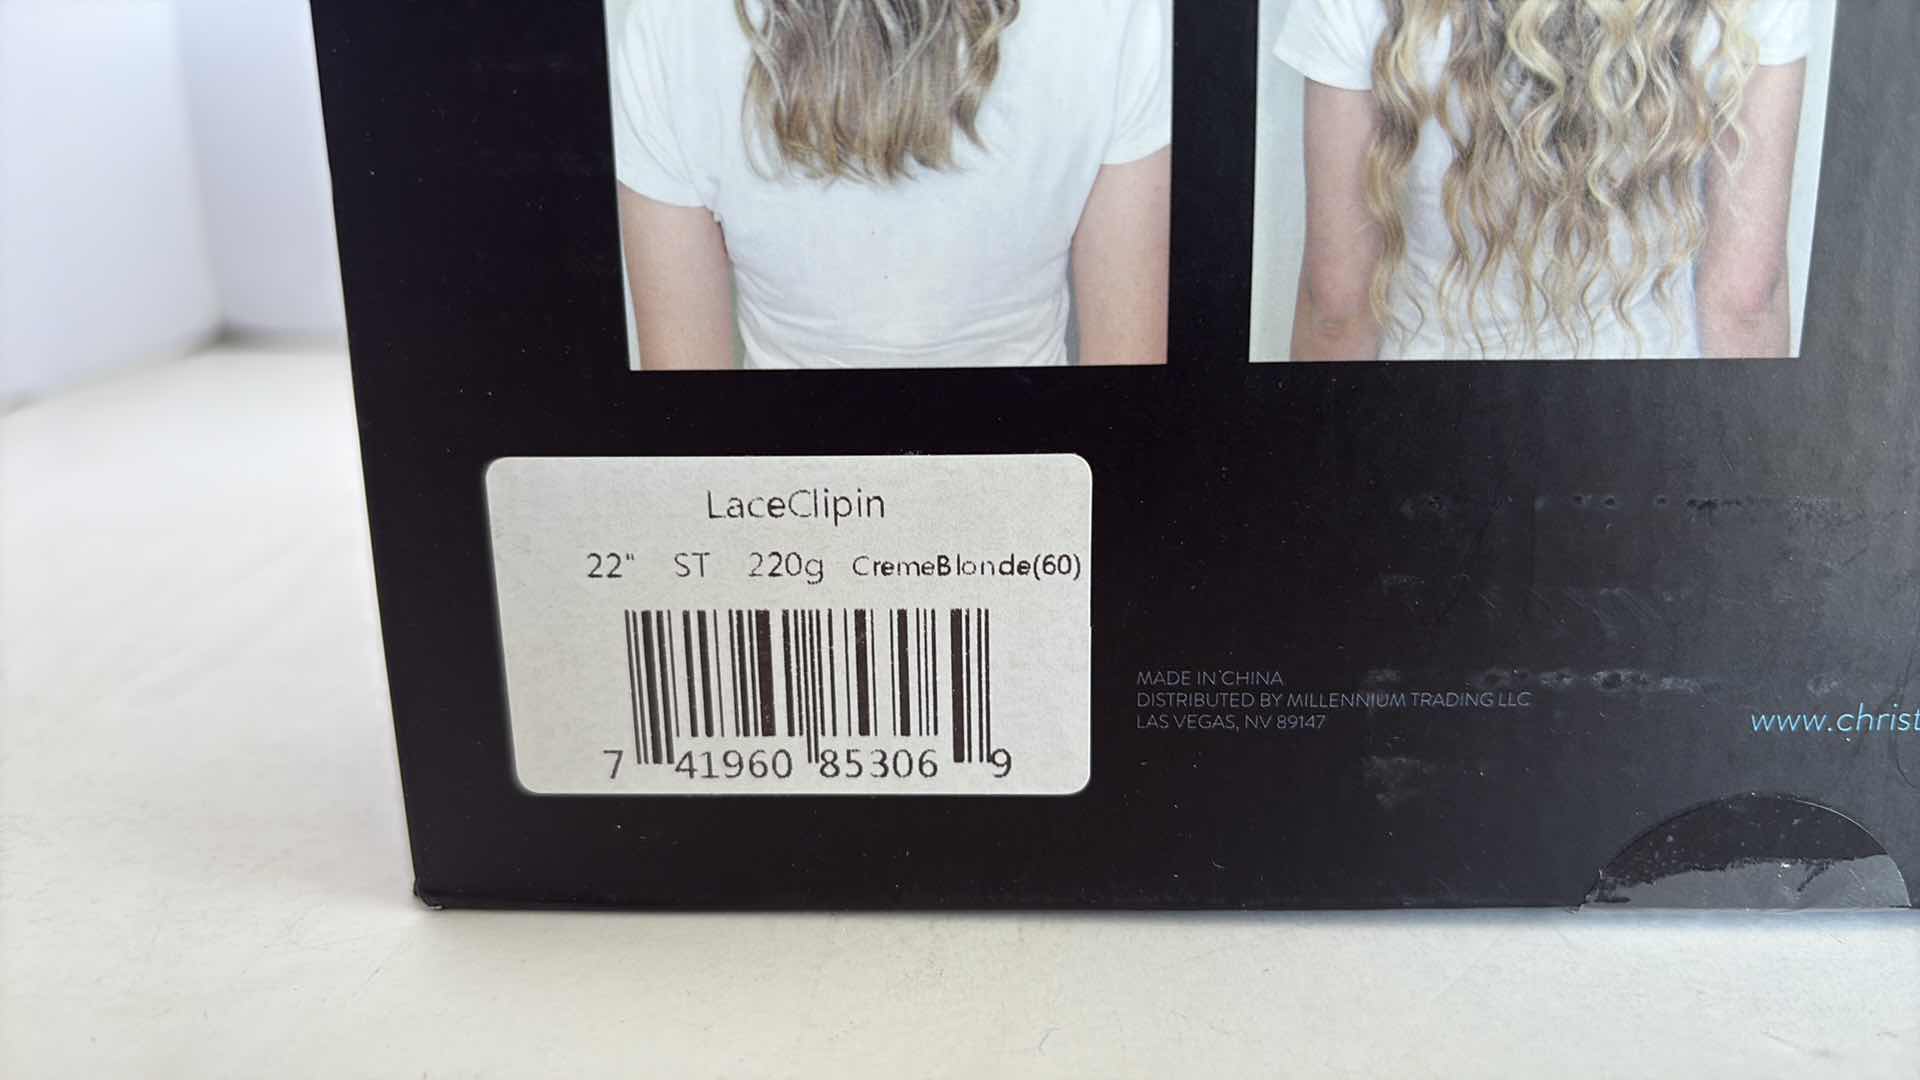 LaceClipin
22" ST 220g CremeBlonde(60)
7 41960 85306 9
MADE IN CHINA
DISTRIBUTED BY MILLENNIUM TRADING LLC
LAS VEGAS, NV 89147
www.christ